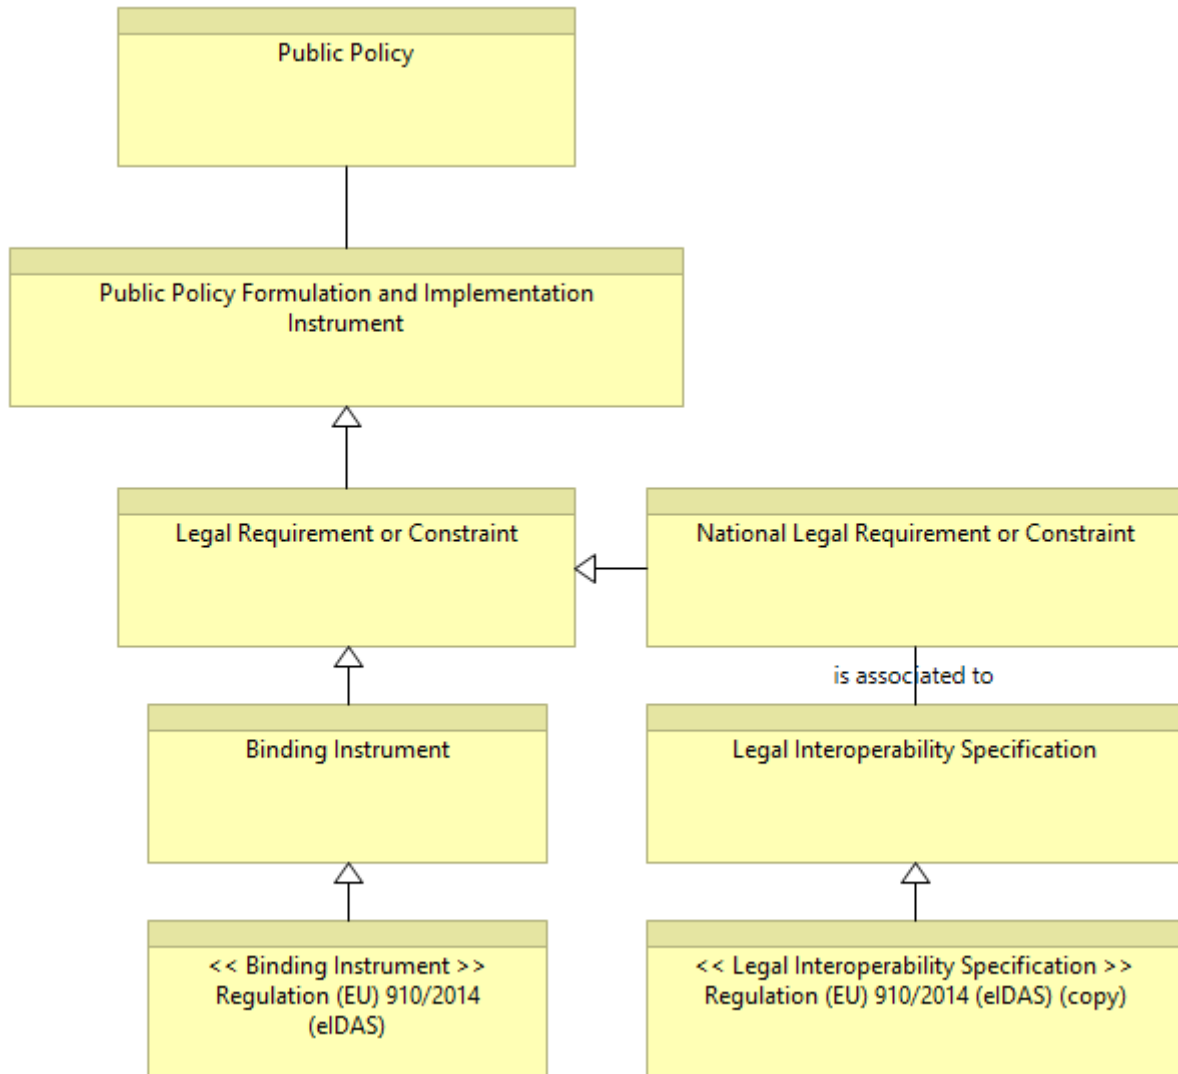 Public Policy
Public Policy Formulation and Implementation
Instrument
Legal Requirement or Constraint
National Legal Requirement or Constraint
is associated to
Binding Instrument
Legal Interoperability Specification
<< Binding Instrument >>
Regulation (EU) 910/2014
(eIDAS)
<< Legal Interoperability Specification >>
Regulation (EU) 910/2014 (eIDAS) (copy)